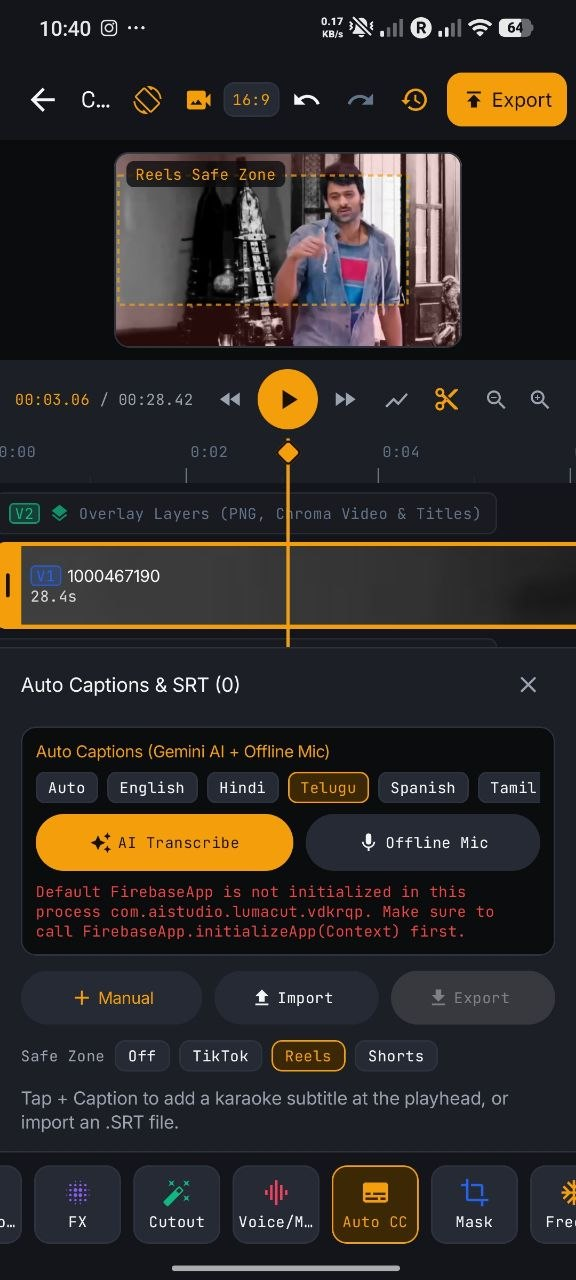 10:40
0.17
KB/s
R
64
C...
16:9
Export
Reels Safe Zone
00:03.06 / 00:28.42
0:00
0:02
0:04
V2 Overlay Layers (PNG, Chroma Video & Titles)
V1 1000467190
28.4s
Auto Captions & SRT (0)
Auto Captions (Gemini AI + Offline Mic)
Auto English Hindi Telugu Spanish Tamil
AI Transcribe Offline Mic
Default FirebaseApp is not initialized in this
process com.aistudio.lumacut.vdkrqp. Make sure to
call FirebaseApp.initializeApp(Context) first.
+ Manual Import Export
Safe Zone Off TikTok Reels Shorts
Tap + Caption to add a karaoke subtitle at the playhead, or
import an .SRT file.
FX Cutout Voice/M... Auto CC Mask